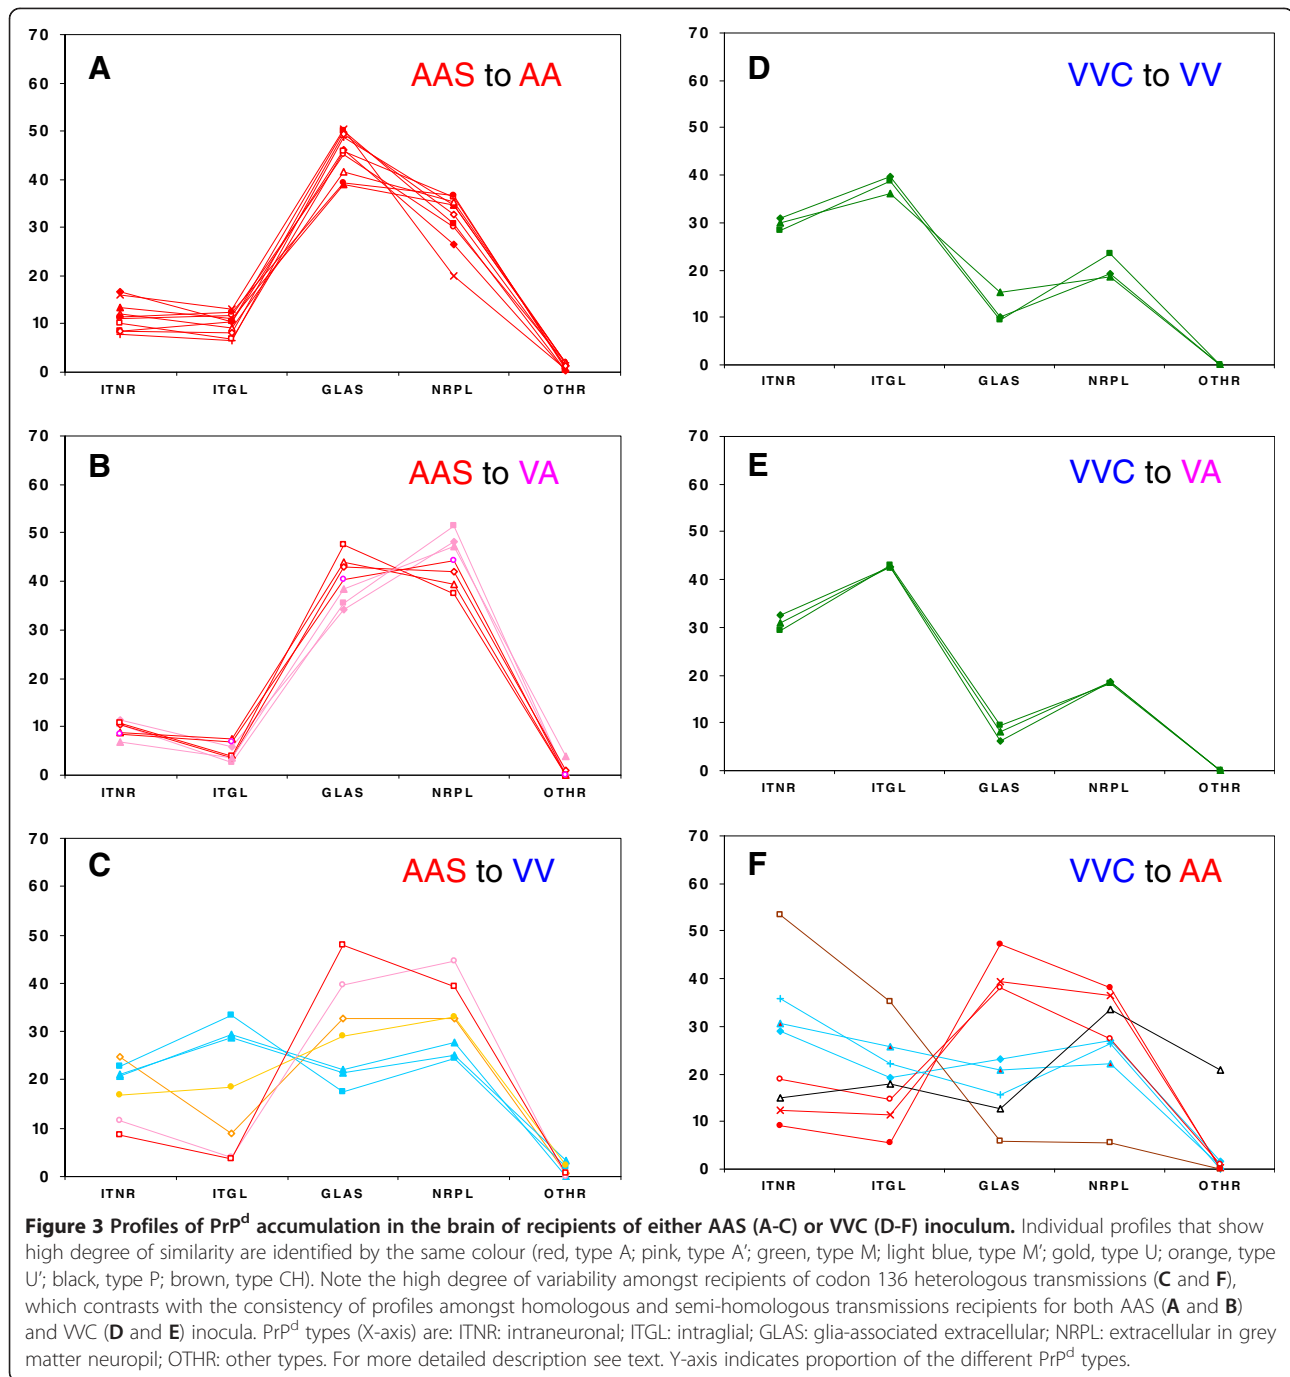 A
AAS to AA
70
60
50
40
30
20
10
0
ITNR ITGL GLAS NRPL OTHR
D
VVC to VV
70
60
50
40
30
20
10
0
ITNR ITGL GLAS NRPL OTHR
B
AAS to VA
70
60
50
40
30
20
10
0
ITNR ITGL GLAS NRPL OTHR
E
VVC to VA
70
60
50
40
30
20
10
0
ITNR ITGL GLAS NRPL OTHR
C
AAS to VV
70
60
50
40
30
20
10
0
ITNR ITGL GLAS NRPL OTHR
F
VVC to AA
70
60
50
40
30
20
10
0
ITNR ITGL GLAS NRPL OTHR
Figure 3 Profiles of PrPd accumulation in the brain of recipients of either AAS (A-C) or VVC (D-F) inoculum. Individual profiles that show
high degree of similarity are identified by the same colour (red, type A; pink, type A’; green, type M; light blue, type M’; gold, type U; orange, type
U’; black, type P; brown, type CH). Note the high degree of variability amongst recipients of codon 136 heterologous transmissions (C and F),
which contrasts with the consistency of profiles amongst homologous and semi-homologous transmissions recipients for both AAS (A and B)
and VVC (D and E) inocula. PrPd types (X-axis) are: ITNR: intraneuronal; ITGL: intraglial; GLAS: glia-associated extracellular; NRPL: extracellular in grey
matter neuropil; OTHR: other types. For more detailed description see text. Y-axis indicates proportion of the different PrPd types.